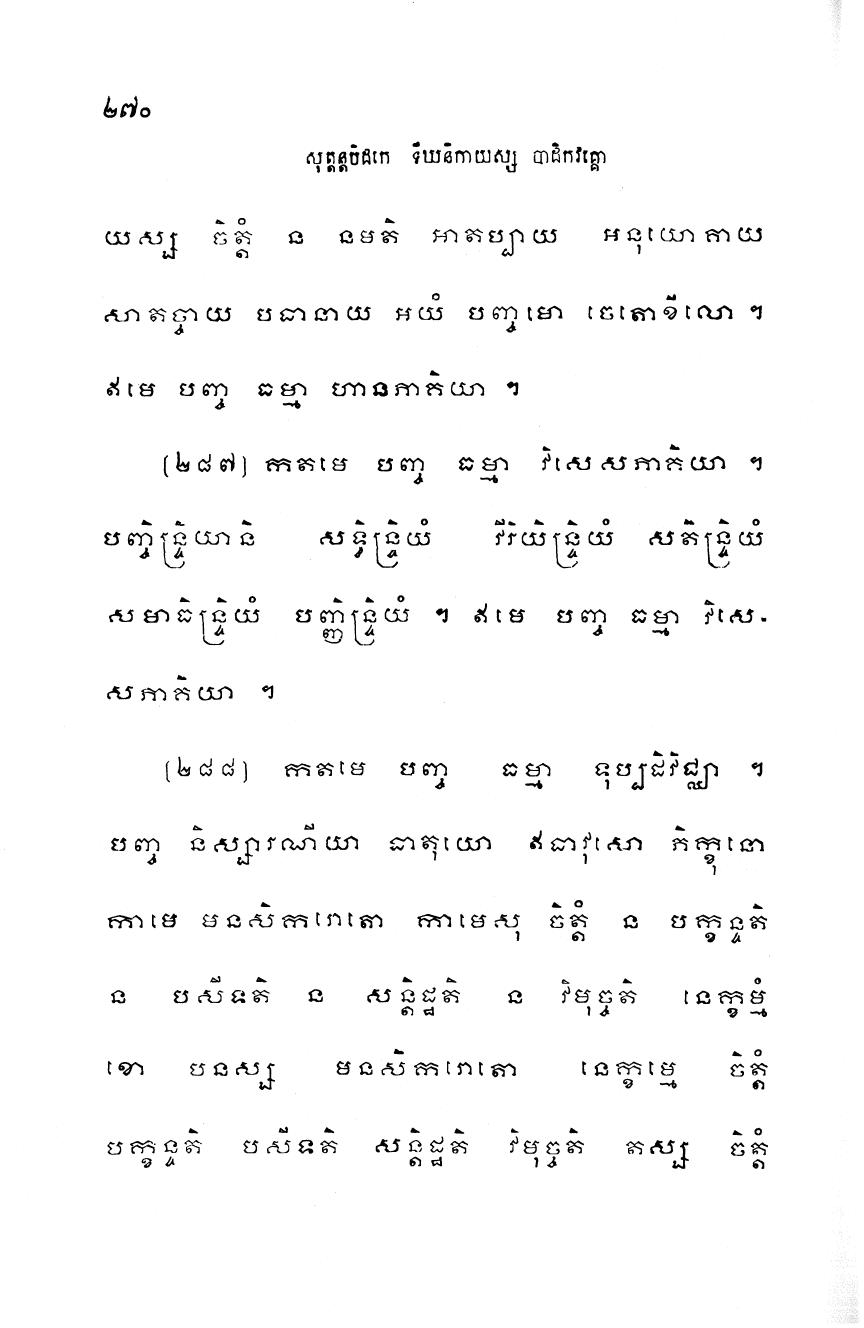 ២៧០
សុត្តន្តបិដកេ ទីឃនិកាយស្ស បាដិកវគ្គោ
យស្ស ចិត្តំ ន នមតិ អាតប្បាយ អនុយោគាយ
សាតច្ចាយ បធានាយ អយំ បញ្ចមោ ចេតោខីលោ ។
ឥមេ បញ្ច ធម្មា ហានភាគិយា ។
(២៨៧) កតមេ បញ្ច ធម្មា វិសេសភាគិយា ។
បញ្ចិន្ទ្រិយានិ សទ្ធិន្ទ្រិយំ វីរិយិន្ទ្រិយំ សតិន្ទ្រិយំ
សមាធិន្ទ្រិយំ បញ្ញិន្ទ្រិយំ ។ ឥមេ បញ្ច ធម្មា វិសេ-
សភាគិយា ។
(២៨៨) កតមេ បញ្ច ធម្មា ទុប្បដិវិជ្ឈា ។
បញ្ច និស្សារណីយា ធាតុយោ ឥធាវុសោ ភិក្ខុនោ
កាមេ មនសិករោតោ កាមេសុ ចិត្តំ ន បក្ខន្ទតិ
ន បសីទតិ ន សន្តិដ្ឋតិ ន វិមុច្ចតិ នេក្ខម្មំ
ខោ បនស្ស មនសិករោតោ នេក្ខម្មេ ចិត្តំ
បក្ខន្ទតិ បសីទតិ សន្តិដ្ឋតិ វិមុច្ចតិ តស្ស ចិត្តំ